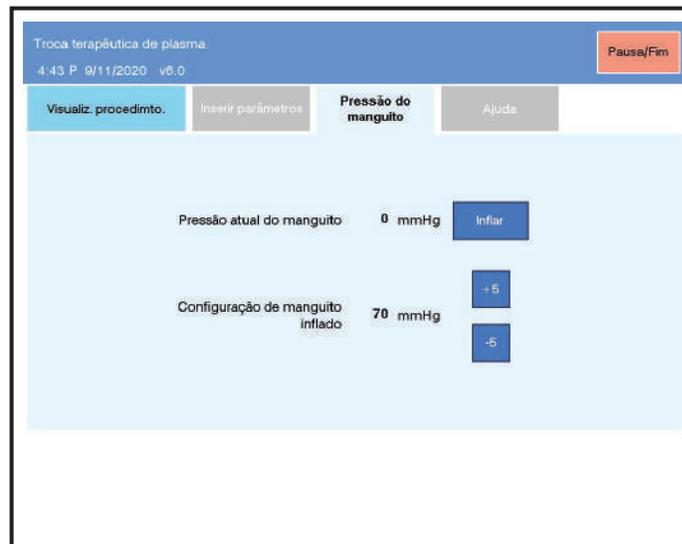 Troca terapêutica de plasma
4:43 P 9/11/2020 v6.0
Pausa/Fim
Visualiz. procedimto.
Inserir parâmetros
Pressão do
manguito
Ajuda
Pressão atual do manguito 0 mmHg Inflar
+5
Configuração de manguito
inflado
70 mmHg
-5